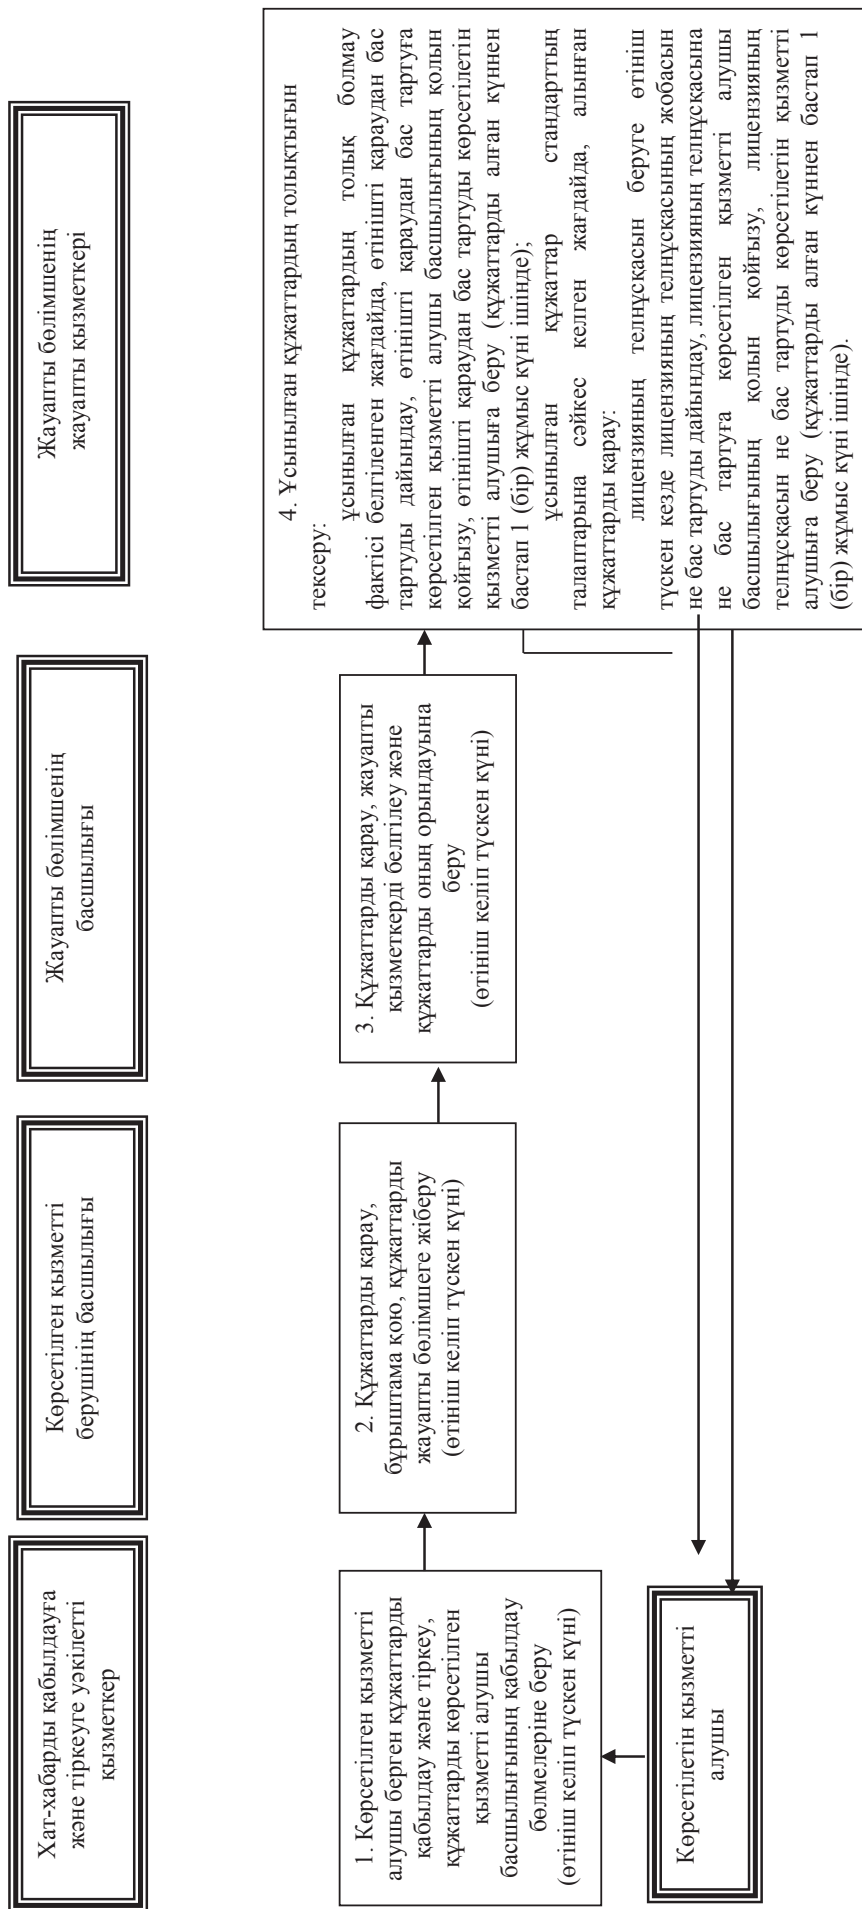 Хат-хабарды қабылдауға
және тіркеуге уәкілетті
қызметкер
Көрсетілген қызметті
берушінің басшылығы
Жауапты бөлімшенің
басшылығы
Жауапты бөлімшенің
жауапты қызметкері
1. Көрсетілген қызметті
алушы берген құжаттарды
қабылдау және тіркеу,
құжаттарды көрсетілген
қызметті алушы
басшылығының қабылдау
бөлмелеріне беру
(өтініш келіп түскен күні)
2. Құжаттарды қарау,
бұрыштама қою, құжаттарды
жауапты бөлімшеге жіберу
(өтініш келіп түскен күні)
3. Құжаттарды қарау, жауапты
қызметкерді белгілеу және
құжаттарды оның орындауына
беру
(өтініш келіп түскен күні)
4. Ұсынылған құжаттардың толықтығын
тексеру:
ұсынылған құжаттардың толық болмау
фактісі белгіленген жағдайда, өтінішті қараудан бас
тартуды дайындау, өтінішті қараудан бас тартуға
көрсетілген қызметті алушы басшылығының қолын
қойғызу, өтінішті қараудан бас тартуды көрсетілетін
қызметті алушыға беру (құжаттарды алған күннен
бастап 1 (бір) жұмыс күні ішінде);
ұсынылған құжаттар стандарттың
талаптарына сәйкес келген жағдайда, алынған
құжаттарды қарау:
лицензияның телнұсқасын беруге өтініш
түскен кезде лицензияның телнұсқасының жобасын
не бас тартуды дайындау, лицензияның телнұсқасына
не бас тартуға көрсетілген қызметті алушы
басшылығының қолын қойғызу, лицензияның
телнұсқасын не бас тартуды көрсетілетін қызметті
алушыға беру (құжаттарды алған күннен бастап 1
(бір) жұмыс күні ішінде).
Көрсетілетін қызметті
алушы